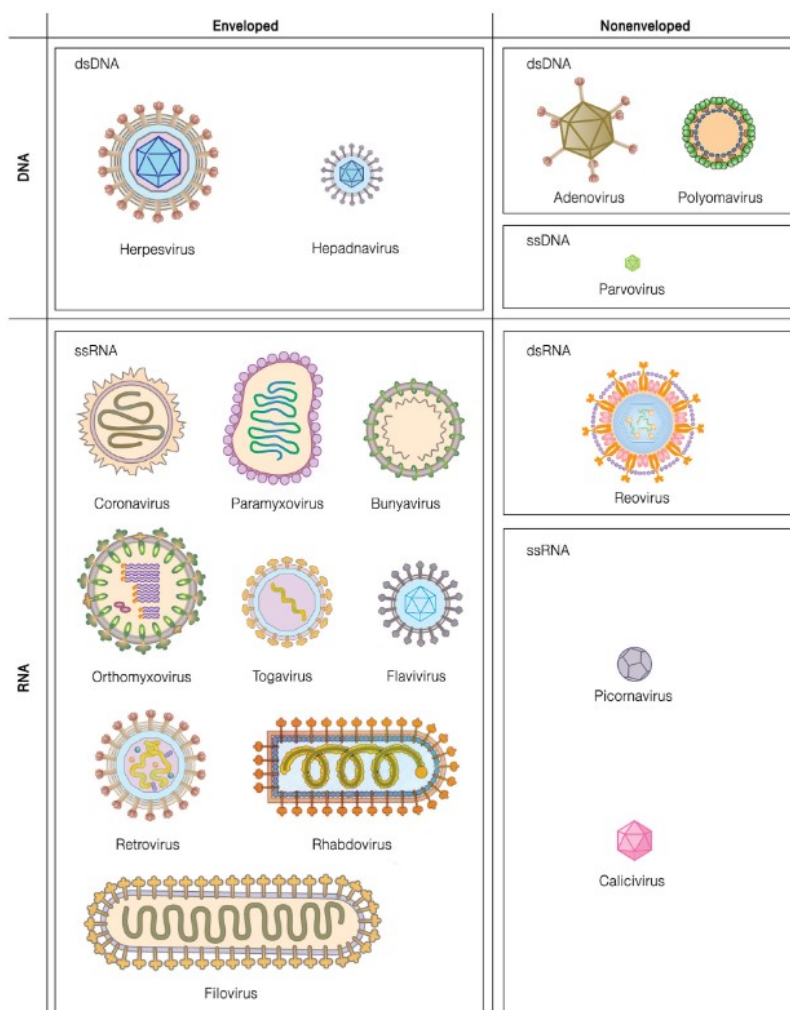 Enveloped
Nonenveloped
DNA
dsDNA
Herpesvirus
Hepadnavirus
dsDNA
Adenovirus
Polyomavirus
ssDNA
Parvovirus
RNA
ssRNA
Coronavirus
Paramyxovirus
Bunyavirus
Orthomyxovirus
Togavirus
Flavivirus
Retrovirus
Rhabdovirus
Filovirus
dsRNA
Reovirus
ssRNA
Picornavirus
Calicivirus